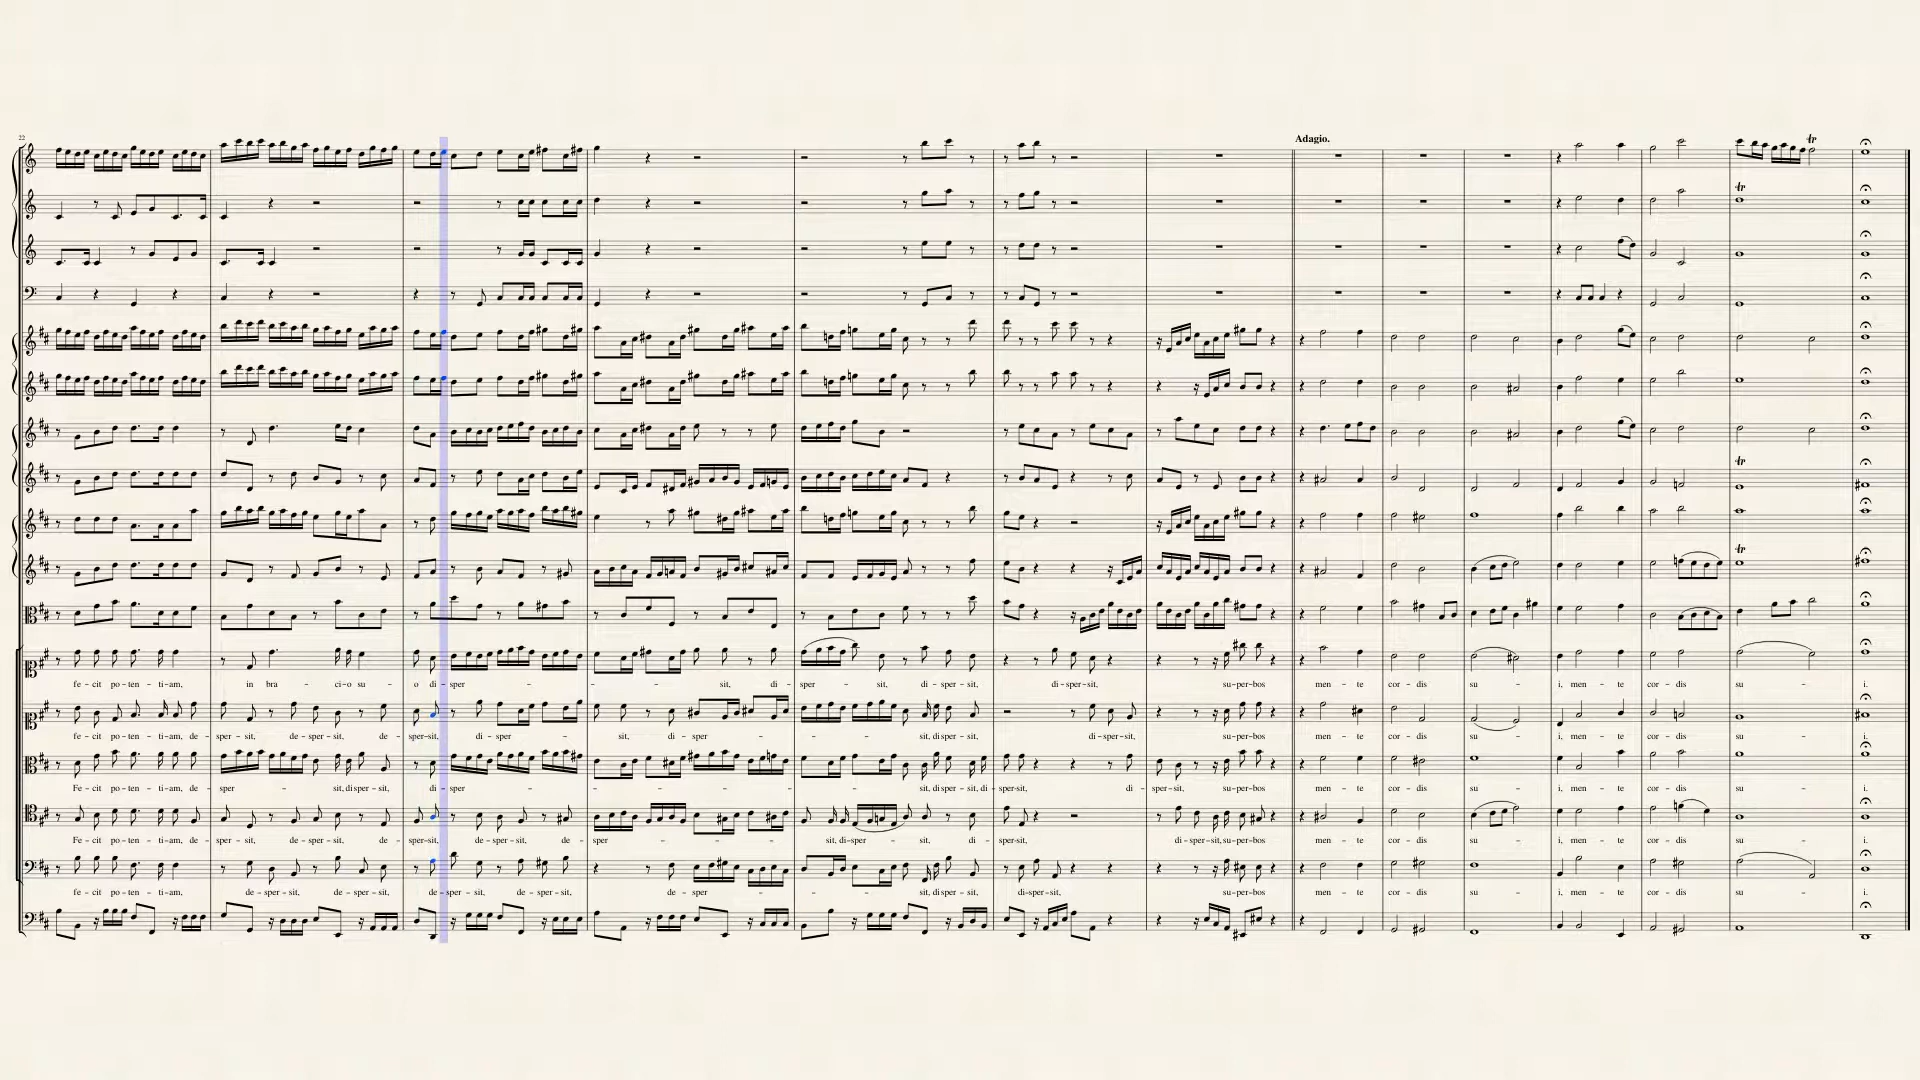 22
Adagio.
fe-cit po-ten-ti-am, in bra-ci-o su-o di-sper-sit, di-sper-sit, di-sper-sit, di-sper-sit, su-per-bos men-te cor-dis su-i, men-te cor-dis su-i.
fe-cit po-ten-ti-am, de-sper-sit, de-sper-sit, de-sper-sit, di-sper-sit, di-sper-sit, di sper-sit, di-sper-sit, su-per-bos men-te cor-dis su-i, men-te cor-dis su-i.
Fe-cit po-ten-ti-am, de-sper-sit, di sper-sit, di-sper-sit, di sper-sit, di-sper-sit, di-sper-sit, su-per-bos men-te cor-dis su-i, men-te cor-dis su-i.
Fe-cit po-ten-ti-am, de-sper-sit, de-sper-sit, de-sper-sit, de-sper-sit, de-sper-sit, di-sper-sit, di-sper-sit, di-sper-sit, su-per-bos men-te cor-dis su-i, men-te cor-dis su-i.
fe-cit po-ten-ti-am, de-sper-sit, de-sper-sit, de-sper-sit, de-sper-sit, de-sper-sit, di sper-sit, di-sper-sit, su-per-bos men-te cor-dis su-i, men-te cor-dis su-i.